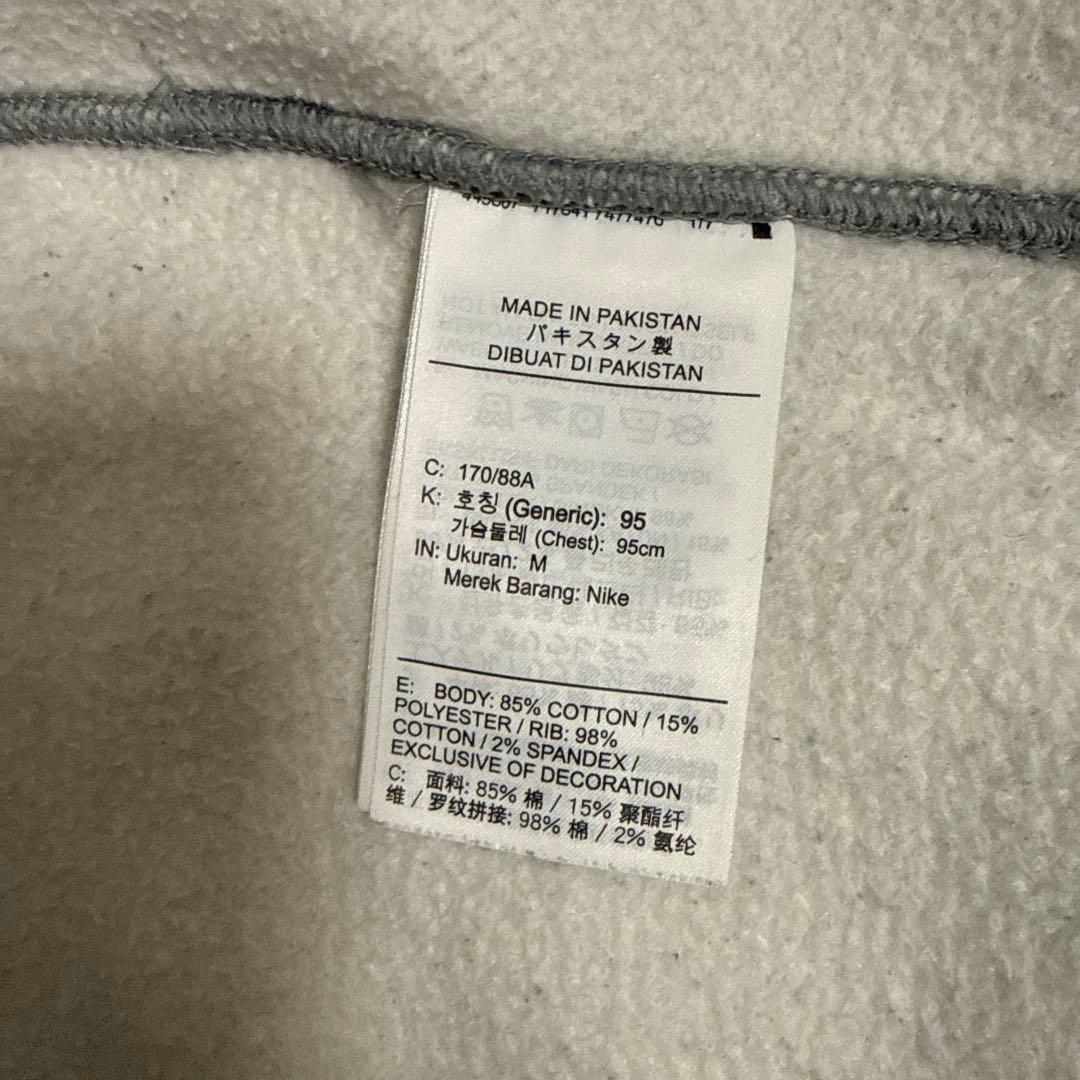 MADE IN PAKISTAN
パキスタン製
DIBUAT DI PAKISTAN
C: 170/88A
K: 호칭 (Generic): 95
가슴둘레 (Chest): 95cm
IN: Ukuran: M
Merek Barang: Nike
E: BODY: 85% COTTON / 15%
POLYESTER / RIB: 98%
COTTON / 2% SPANDEX /
EXCLUSIVE OF DECORATION
C: 面料: 85% 棉 / 15% 聚酯纤
维 / 罗纹拼接: 98% 棉 / 2% 氨纶